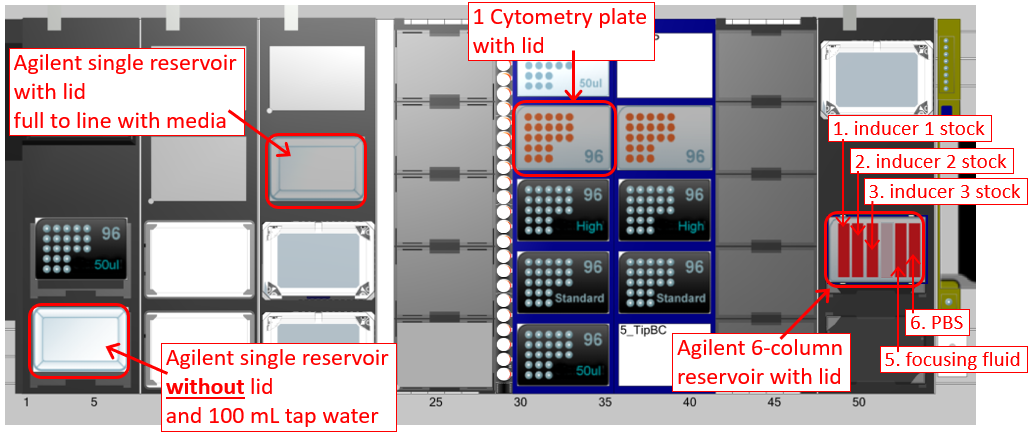 1 Cytometry plate
with lid
Agilent single reservoir
with lid
full to line with media
50ul
96
96
1. inducer 1 stock
2. inducer 2 stock
3. inducer 3 stock
High
High
96
50ul
96
Standard
96
Standard
6. PBS
5. focusing fluid
96
50ul
5_TipBC
Agilent 6-column
reservoir with lid
Agilent single reservoir
without lid
and 100 mL tap water
1
5
25
30
35
40
45
50